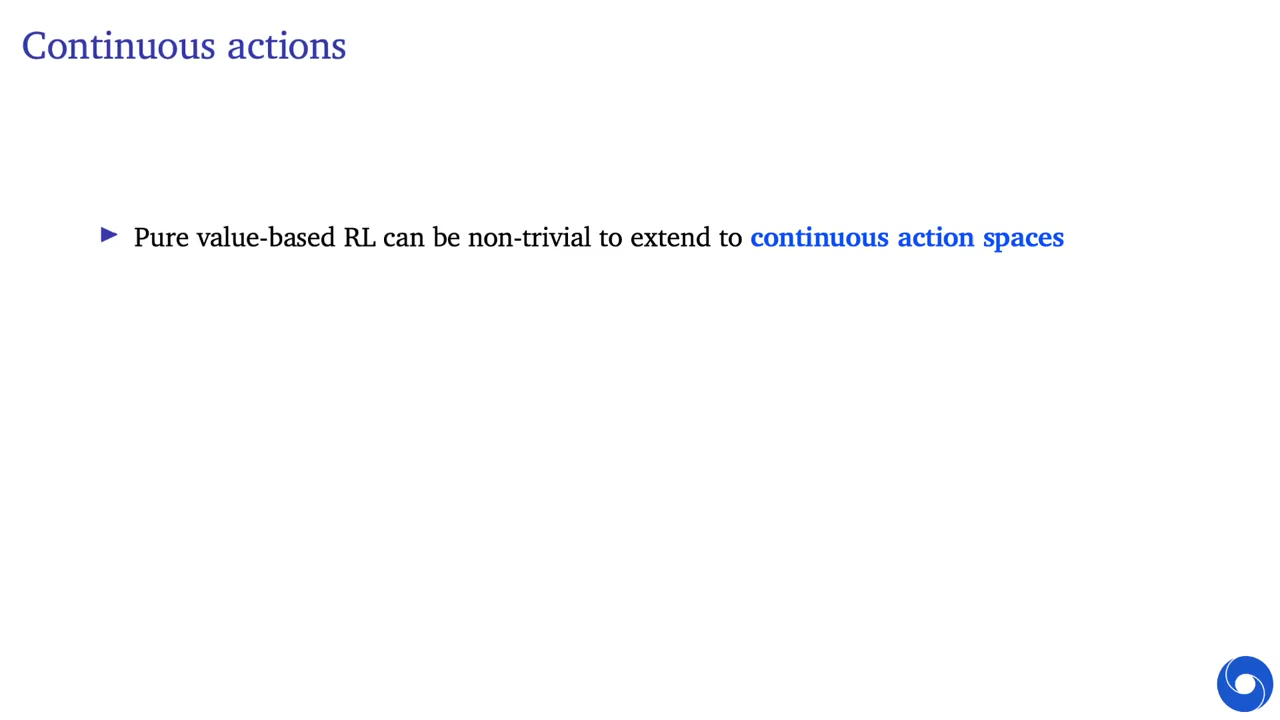 Continuous actions
Pure value-based RL can be non-trivial to extend to continuous action spaces